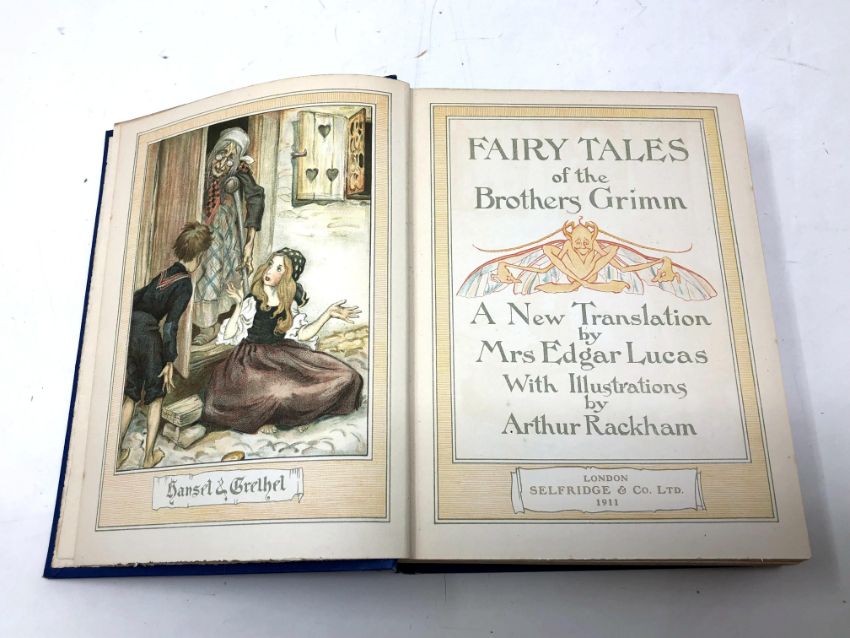 Hansel & Grethel
FAIRY TALES
of the
Brothers Grimm
A New Translation
by
Mrs Edgar Lucas
With Illustrations
by
Arthur Rackham
LONDON
SELFRIDGE & Co. LTD.
1911